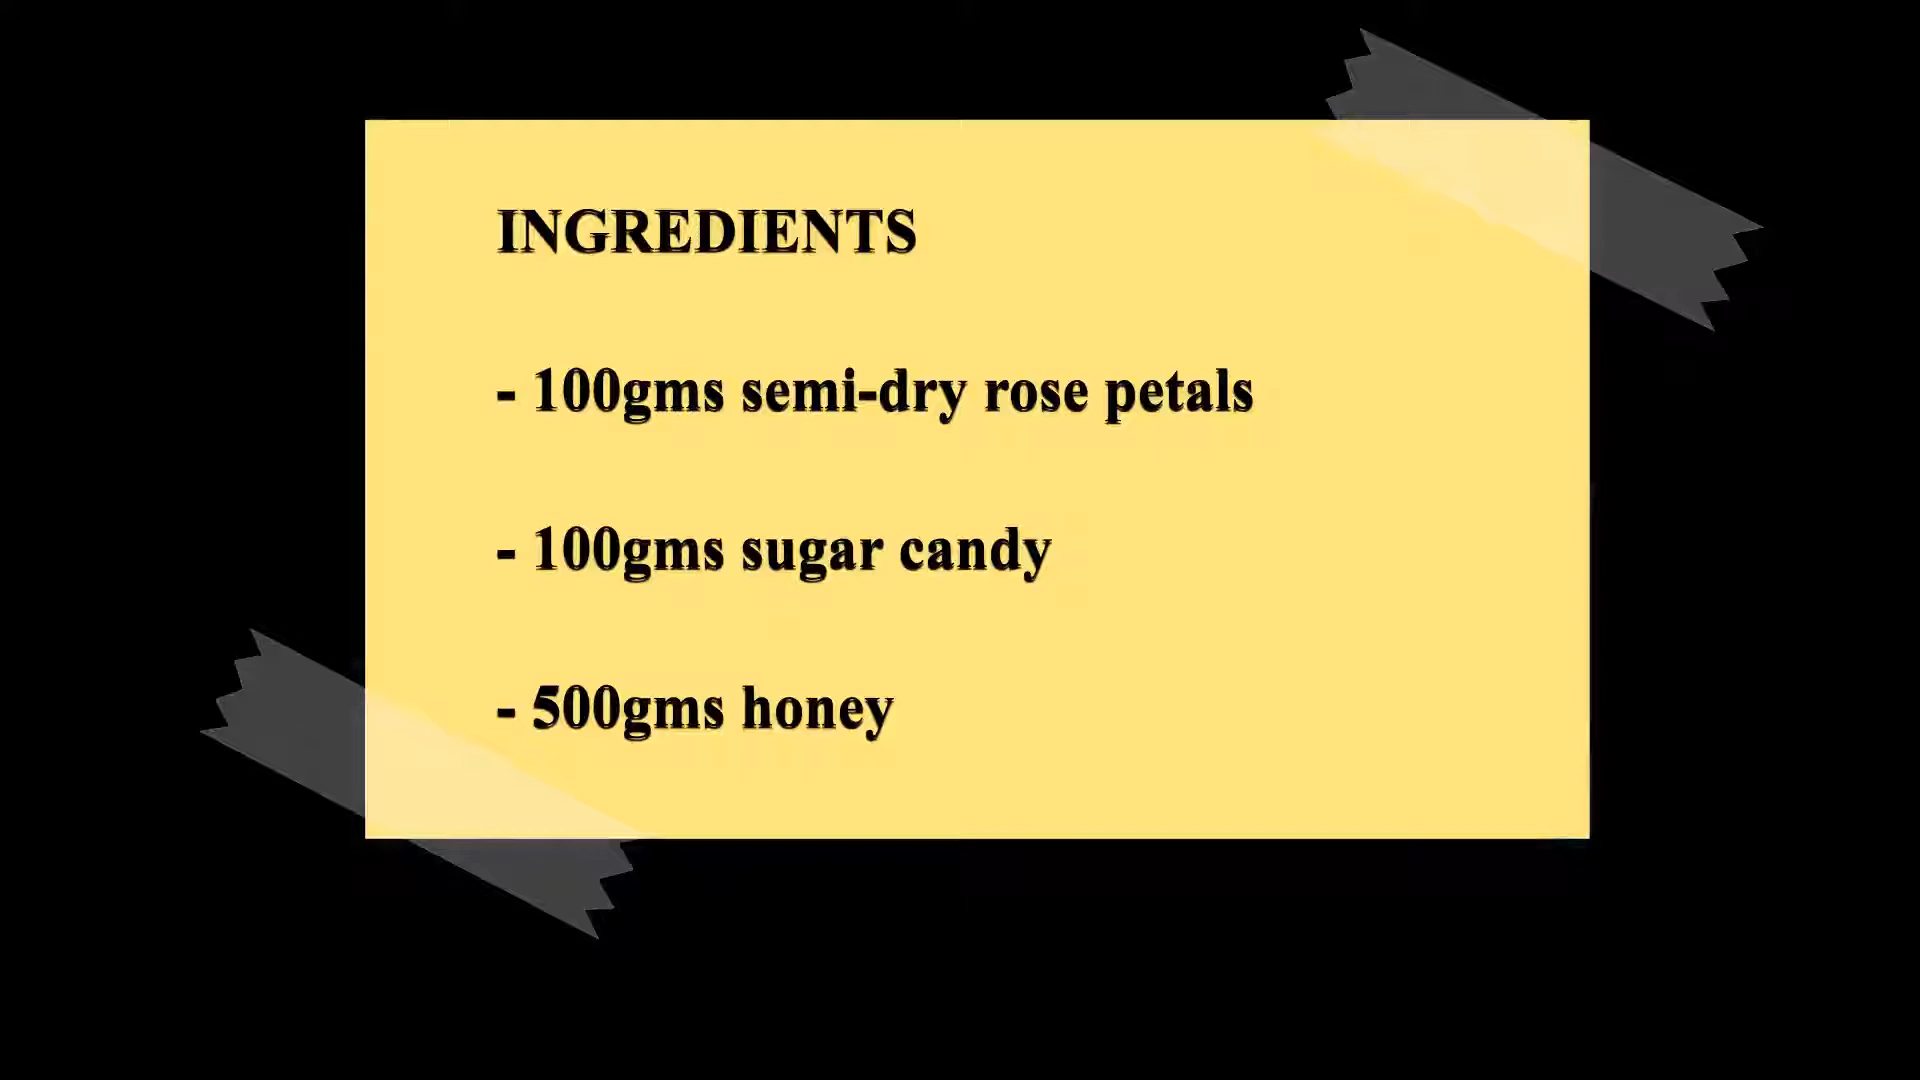 INGREDIENTS
- 100gms semi-dry rose petals
- 100gms sugar candy
- 500gms honey